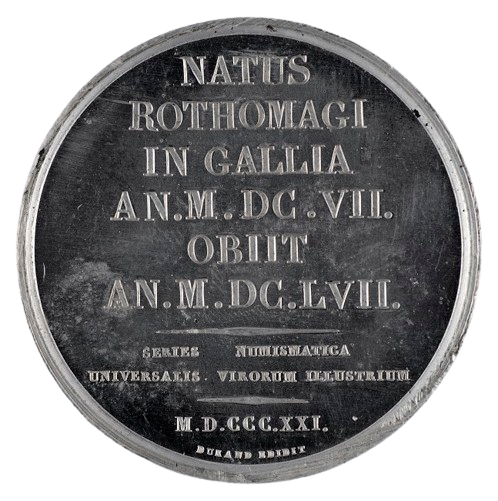 NATUS
ROTHOMAGI
IN GALLIA
AN.M.DC.VII.
OBIIT
AN.M.DC.LVII.
SERIES NUMISMATICA
UNIVERSALIS. VIRORUM ILLUSTRIUM
M.D.CCC.XXI.
DURAND EDIDIT